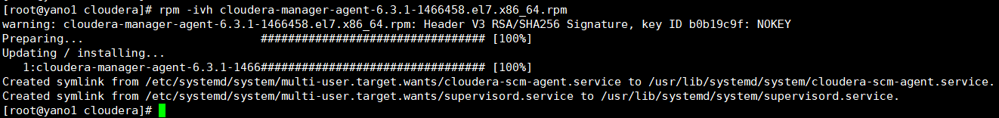 [root@yano1 cloudera]# rpm -ivh cloudera-manager-agent-6.3.1-1466458.el7.x86_64.rpm
warning: cloudera-manager-agent-6.3.1-1466458.el7.x86_64.rpm: Header V3 RSA/SHA256 Signature, key ID b0b19c9f: NOKEY
Preparing...                          ################################# [100%]
Updating / installing...
   1:cloudera-manager-agent-6.3.1-1466################################# [100%]
Created symlink from /etc/systemd/system/multi-user.target.wants/cloudera-scm-agent.service to /usr/lib/systemd/system/cloudera-scm-agent.service.
Created symlink from /etc/systemd/system/multi-user.target.wants/supervisord.service to /usr/lib/systemd/system/supervisord.service.
[root@yano1 cloudera]#